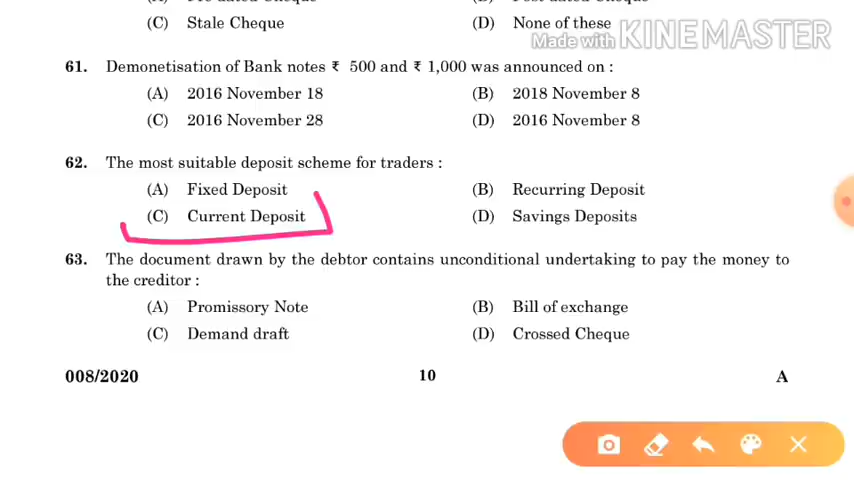 (C) Stale Cheque (D) None of these
Made with KINEMASTER
61. Demonetisation of Bank notes ₹ 500 and ₹ 1,000 was announced on :
(A) 2016 November 18 (B) 2018 November 8
(C) 2016 November 28 (D) 2016 November 8
62. The most suitable deposit scheme for traders :
(A) Fixed Deposit (B) Recurring Deposit
(C) Current Deposit (D) Savings Deposits
63. The document drawn by the debtor contains unconditional undertaking to pay the money to
the creditor :
(A) Promissory Note (B) Bill of exchange
(C) Demand draft (D) Crossed Cheque
008/2020 10 A